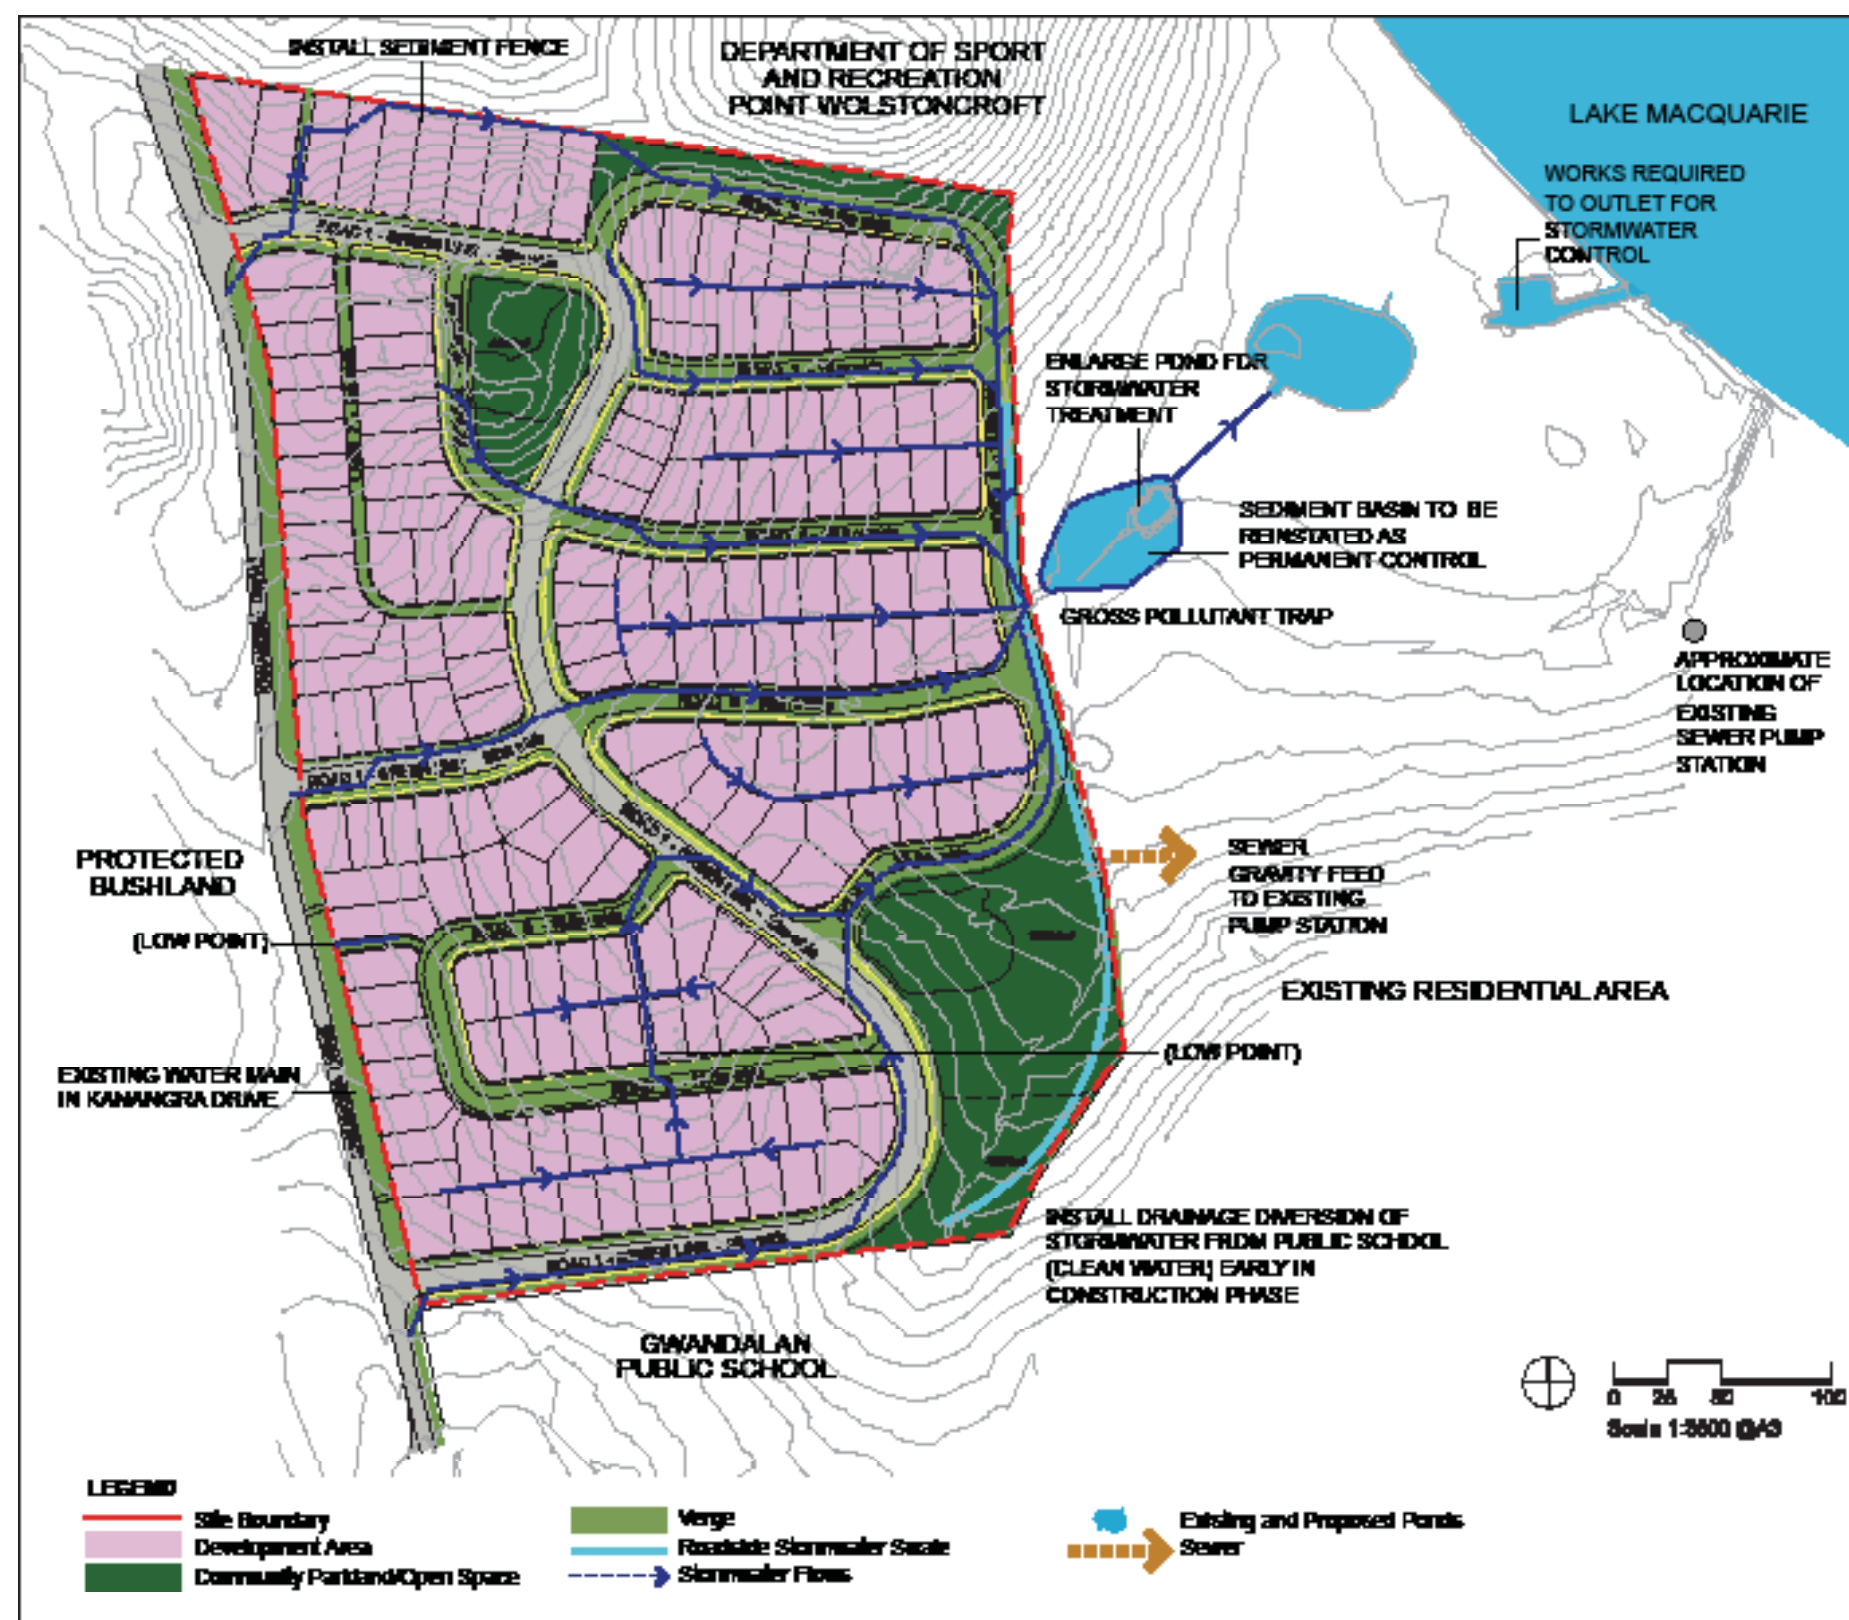 INSTALL SEDIMENT FENCE
DEPARTMENT OF SPORT
AND RECREATION
POINT WOLSTONCROFT
LAKE MACQUARIE
WORKS REQUIRED
TO OUTLET FOR
STORMWATER
CONTROL
ENLARGE POND FOR
STORMWATER
TREATMENT
SEDIMENT BASIN TO BE
REINSTATED AS
PERMANENT CONTROL
GROSS POLLUTANT TRAP
APPROXIMATE
LOCATION OF
EXISTING
SEWER PUMP
STATION
PROTECTED
BUSHLAND
(LOW POINT)
SEWER
GRAVITY FEED
TO EXISTING
PUMP STATION
EXISTING RESIDENTIAL AREA
(LOW POINT)
EXISTING WATER MAIN
IN KANANGRA DRIVE
INSTALL DRAINAGE DIVERSION OF
STORMWATER FROM PUBLIC SCHOOL
(CLEAN WATER) EARLY IN
CONSTRUCTION PHASE
GWANDALAN
PUBLIC SCHOOL
0 25 50 100
Scale @A3
LEGEND
Site Boundary
Development Area
Community Parkland/Open Space
Verge
Roadside Stormwater Swale
Stormwater Flows
Existing and Proposed Ponds
Sewer